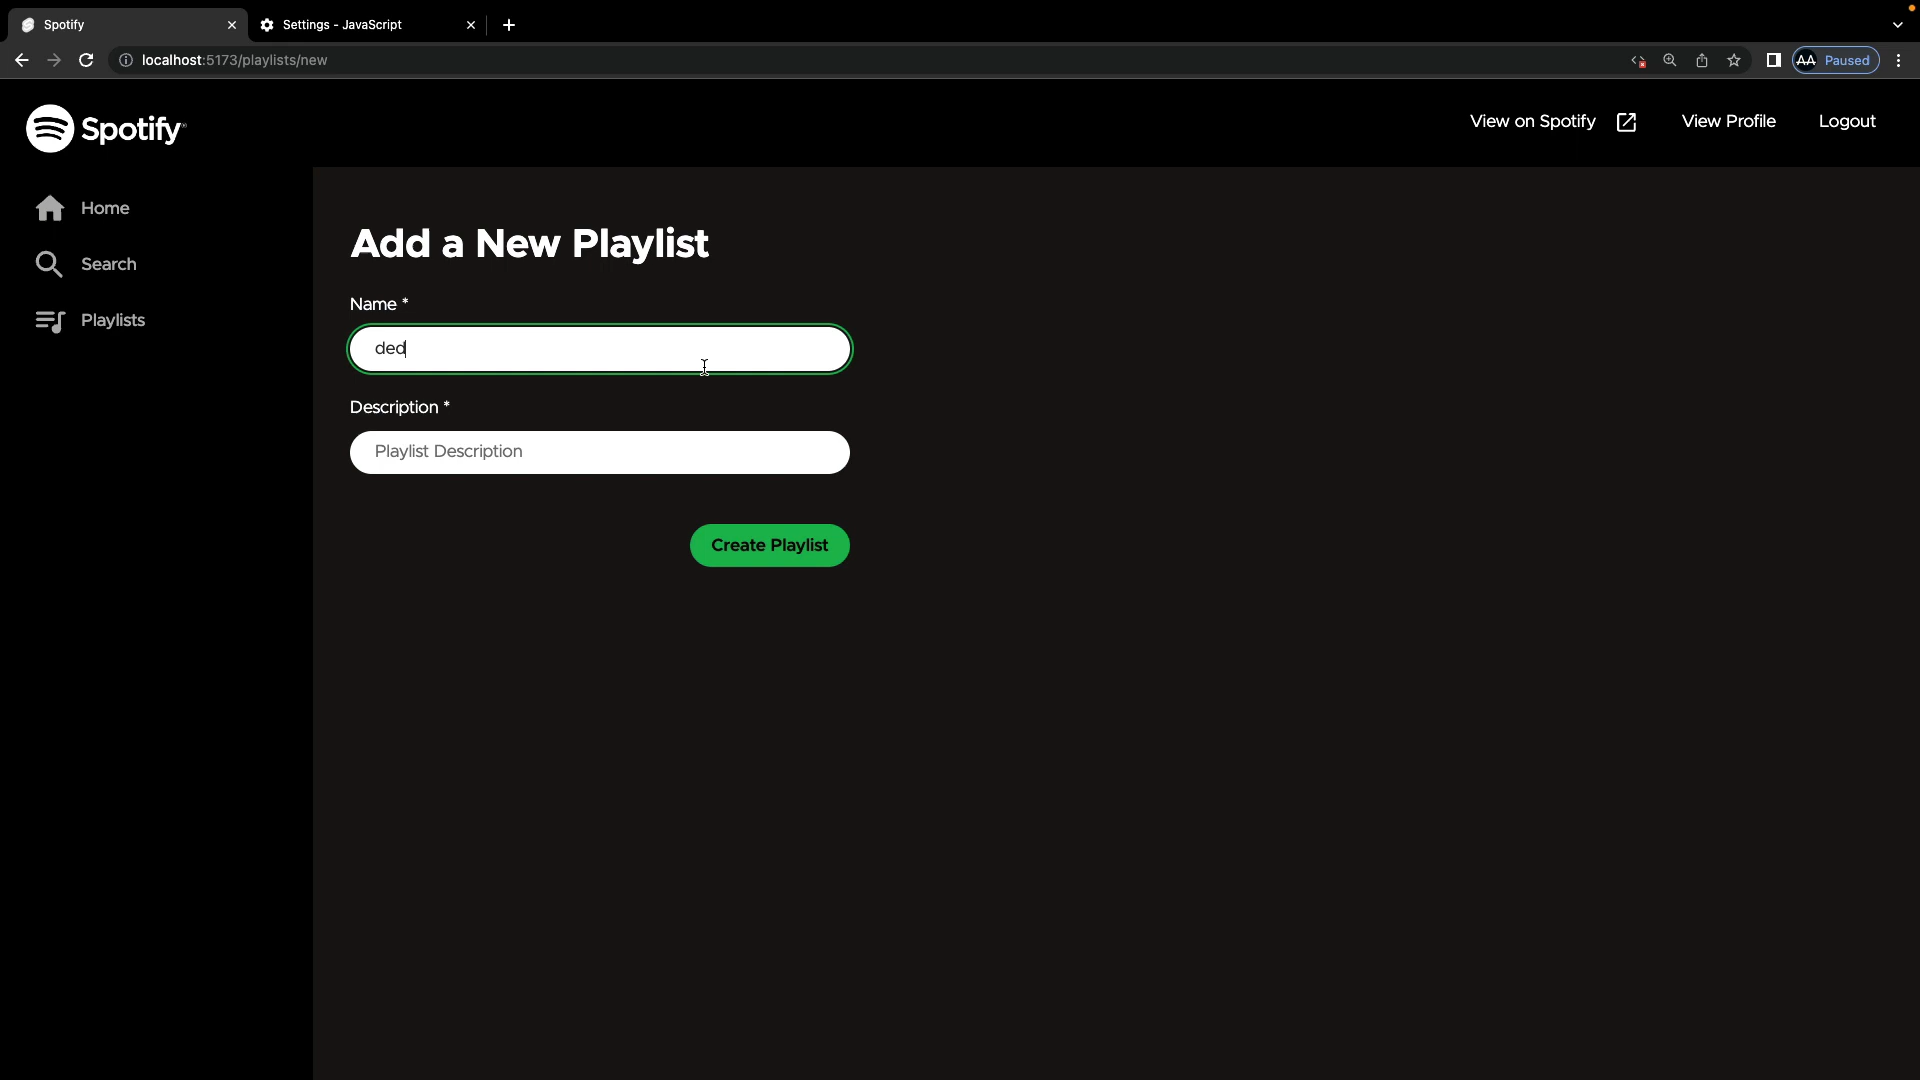 Spotify
Settings - JavaScript
localhost:5173/playlists/new
AA Paused
Spotify
View on Spotify
View Profile
Logout
Home
Search
Playlists
Add a New Playlist
Name *
ded
Description *
Playlist Description
Create Playlist